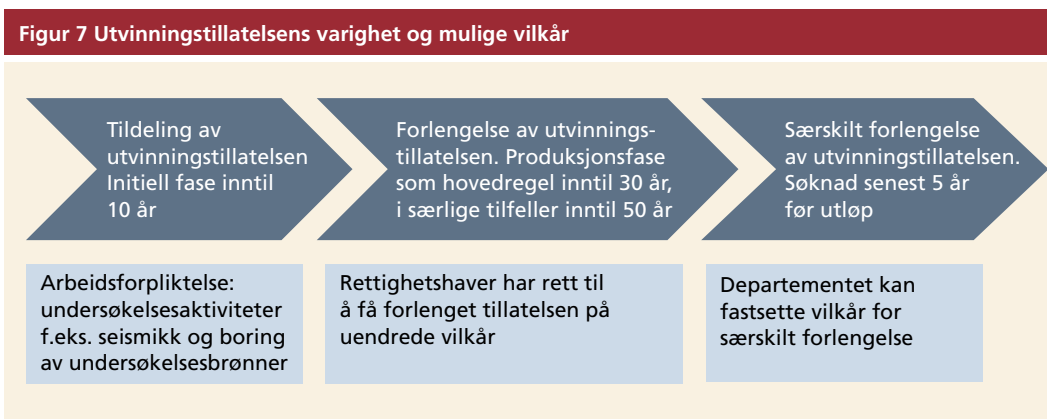 Figur 7 Utvinningstillatelsens varighet og mulige vilkår
Tildeling av
utvinningstillatelsen
Initiell fase inntil
10 år
Forlengelse av utvinnings-
tillatelsen. Produksjonsfase
som hovedregel inntil 30 år,
i særlige tilfeller inntil 50 år
Særskilt forlengelse
av utvinningstillatelsen.
Søknad senest 5 år
før utløp
Arbeidsforpliktelse:
undersøkelsesaktiviteter
f.eks. seismikk og boring
av undersøkelsesbrønner
Rettighetshaver har rett til
å få forlenget tillatelsen på
uendrede vilkår
Departementet kan
fastsette vilkår for
særskilt forlengelse